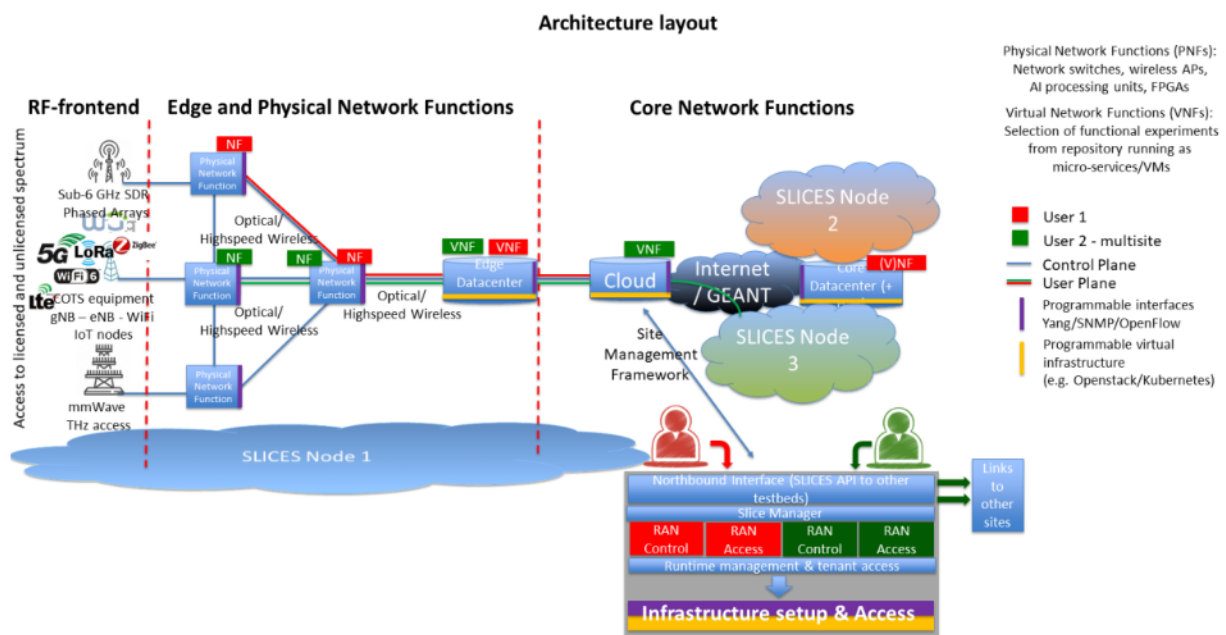 Architecture layout
RF-frontend
Edge and Physical Network Functions
Core Network Functions
Physical Network Functions (PNFs):
Network switches, wireless APs,
AI processing units, FPGAs
Virtual Network Functions (VNFs):
Selection of functional experiments
from repository running as
micro-services/VMs
User 1
User 2 - multisite
Control Plane
User Plane
Programmable interfaces
Yang/SNMP/OpenFlow
Programmable virtual
infrastructure
(e.g. Openstack/Kubernetes)
Access to licensed and unlicensed spectrum
Sub-6 GHz SDR
Phased Arrays
5G
LoRa
ZigBee
WiFi 6
lte
COTS equipment
gNB – eNB - WiFi
IoT nodes
mmWave
THz access
NF
Physical
Network
Function
Optical/
Highspeed Wireless
NF
Physical
Network
Function
NF
NF
Physical
Network
Function
Optical/
Highspeed Wireless
Physical
Network
Function
Optical/
Highspeed Wireless
VNF
VNF
Edge
Datacenter
VNF
Cloud
Internet
/ GEANT
SLICES Node
2
(V)NF
Core
Datacenter (+
SLICES Node
3
Site
Management
Framework
SLICES Node 1
Northbound Interface (SLICES API to other
testbeds)
Slice Manager
RAN
Control
RAN
Access
RAN
Control
RAN
Access
Runtime management & tenant access
Infrastructure setup & Access
Links
to
other
sites